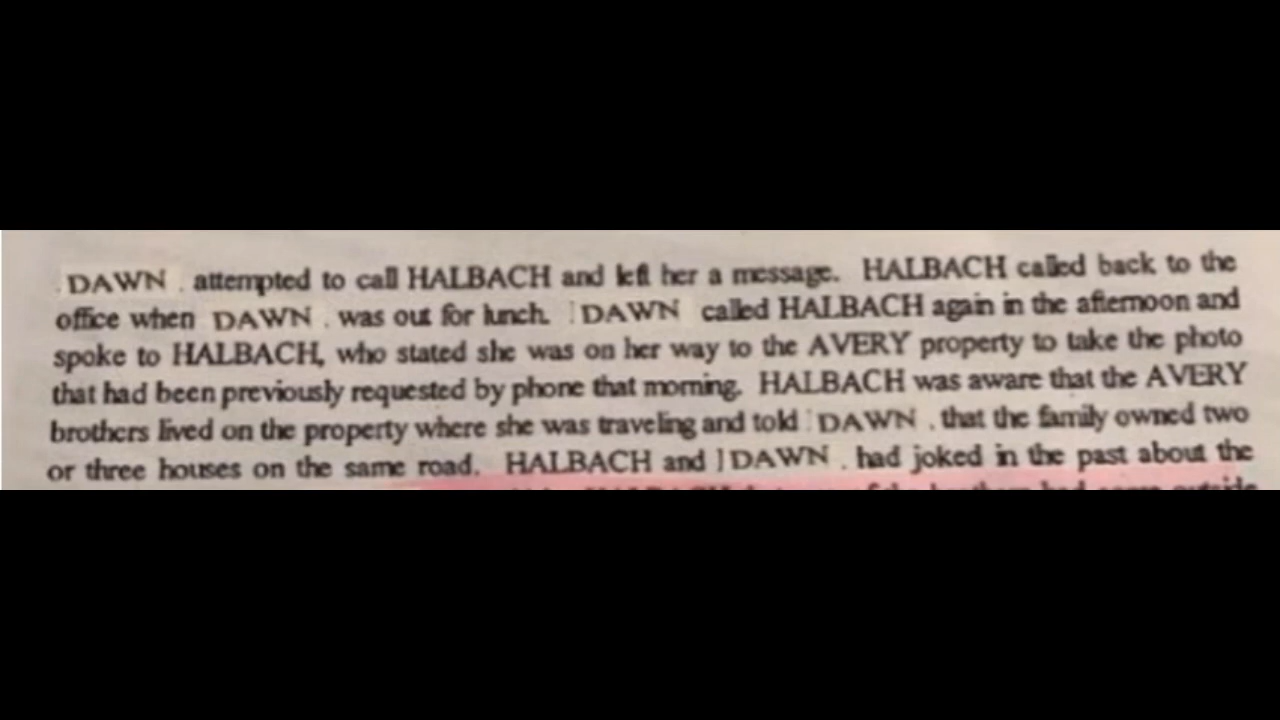 DAWN . attempted to call HALBACH and left her a message. HALBACH called back to the
office when DAWN . was out for lunch. DAWN called HALBACH again in the afternoon and
spoke to HALBACH, who stated she was on her way to the AVERY property to take the photo
that had been previously requested by phone that morning. HALBACH was aware that the AVERY
brothers lived on the property where she was traveling and told DAWN . that the family owned two
or three houses on the same road. HALBACH and DAWN . had joked in the past about the
HALBACH